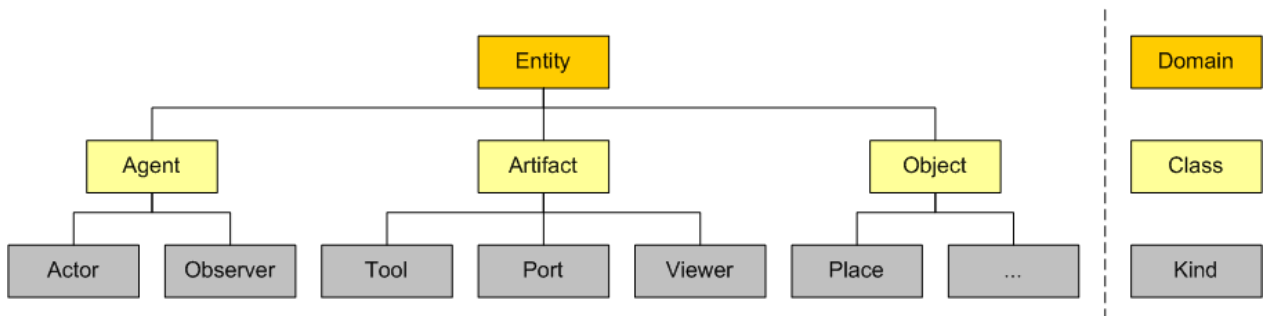 Entity
Domain
Agent
Artifact
Object
Class
Actor
Observer
Tool
Port
Viewer
Place
...
Kind